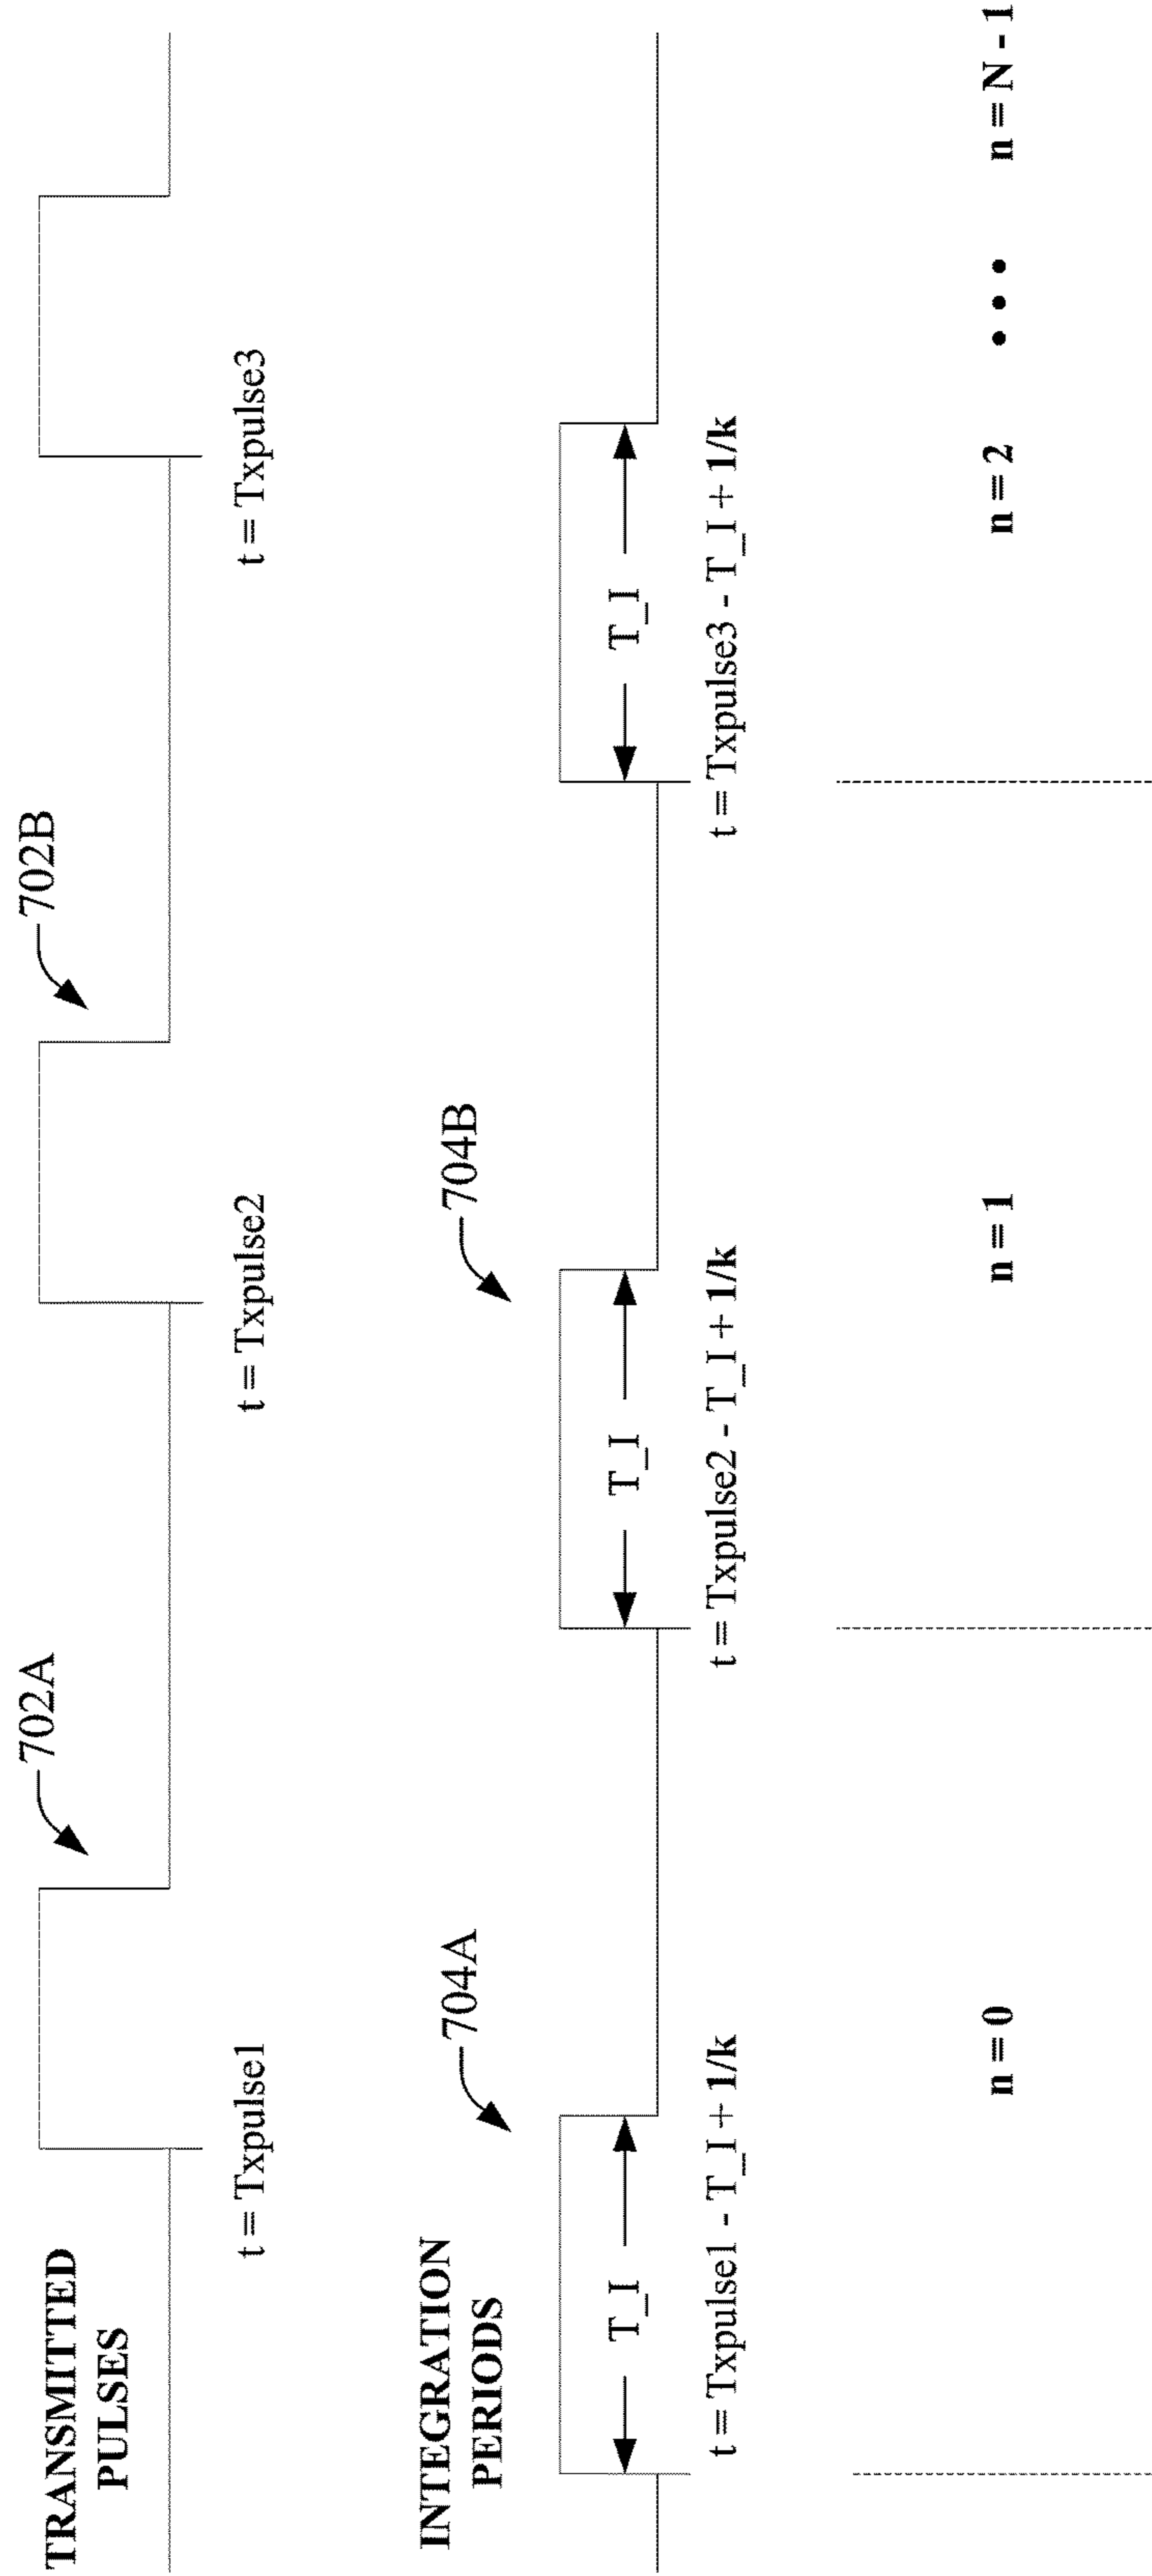 TRANSMITTED
PULSES
702A
702B
t = Txpulse1
t = Txpulse2
t = Txpulse3
INTEGRATION
PERIODS
704A
704B
T_I
T_I
T_I
t = Txpulse1 - T_I + 1/k
t = Txpulse2 - T_I + 1/k
t = Txpulse3 - T_I + 1/k
n = 0
n = 1
n = 2
• • •
n = N - 1